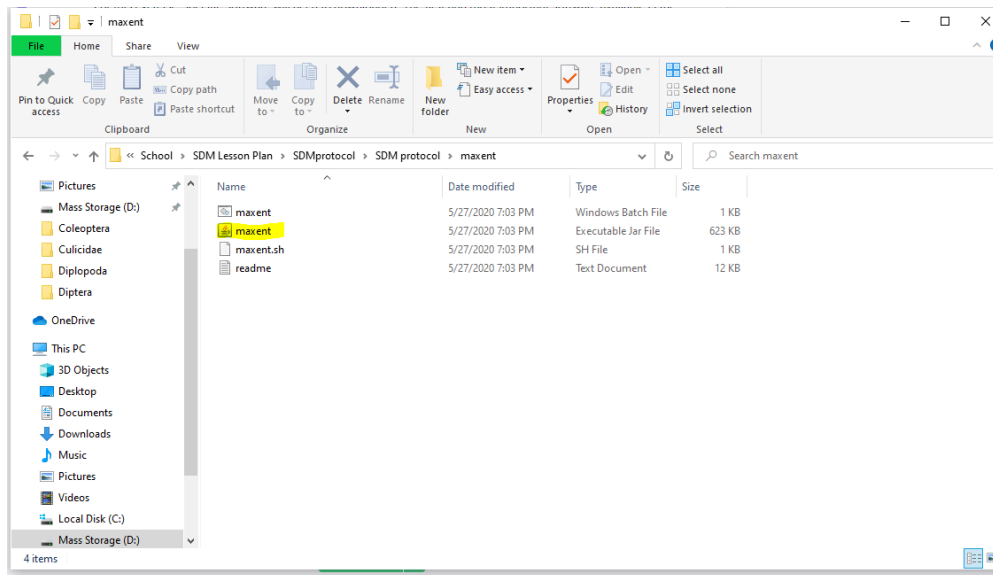 maxent
File Home Share View
Pin to Quick access
Copy
Paste
Cut
Copy path
Paste shortcut
Clipboard
Move to
Copy to
Delete
Rename
Organize
New folder
New item
Easy access
New
Properties
Open
Edit
History
Open
Select all
Select none
Invert selection
Select
« School > SDM Lesson Plan > SDMprotocol > SDM protocol > maxent
Search maxent
Name Date modified Type Size
maxent 5/27/2020 7:03 PM Windows Batch File 1 KB
maxent 5/27/2020 7:03 PM Executable Jar File 623 KB
maxent.sh 5/27/2020 7:03 PM SH File 1 KB
readme 5/27/2020 7:03 PM Text Document 12 KB
Pictures
Mass Storage (D:)
Coleoptera
Culicidae
Diplopoda
Diptera
OneDrive
This PC
3D Objects
Desktop
Documents
Downloads
Music
Pictures
Videos
Local Disk (C:)
Mass Storage (D:)
4 items